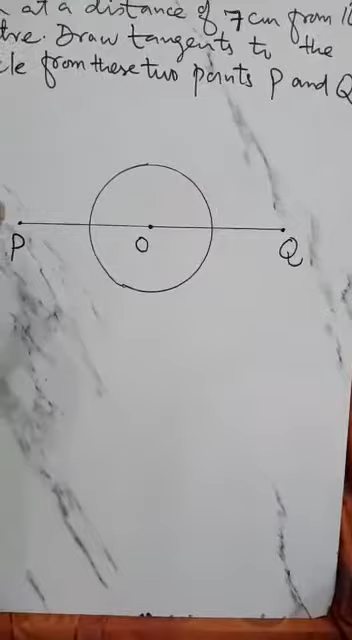 at a distance of 7 cm from
tre. Draw tangents to the
cle from these two points P and Q
P
O
Q